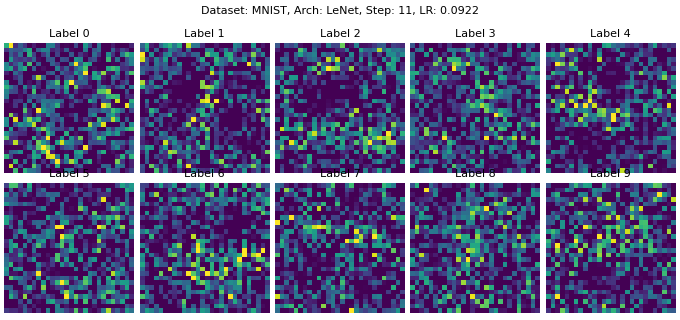 Dataset: MNIST, Arch: LeNet, Step: 11, LR: 0.0922
Label 0
Label 1
Label 2
Label 3
Label 4
Label 5
Label 6
Label 7
Label 8
Label 9